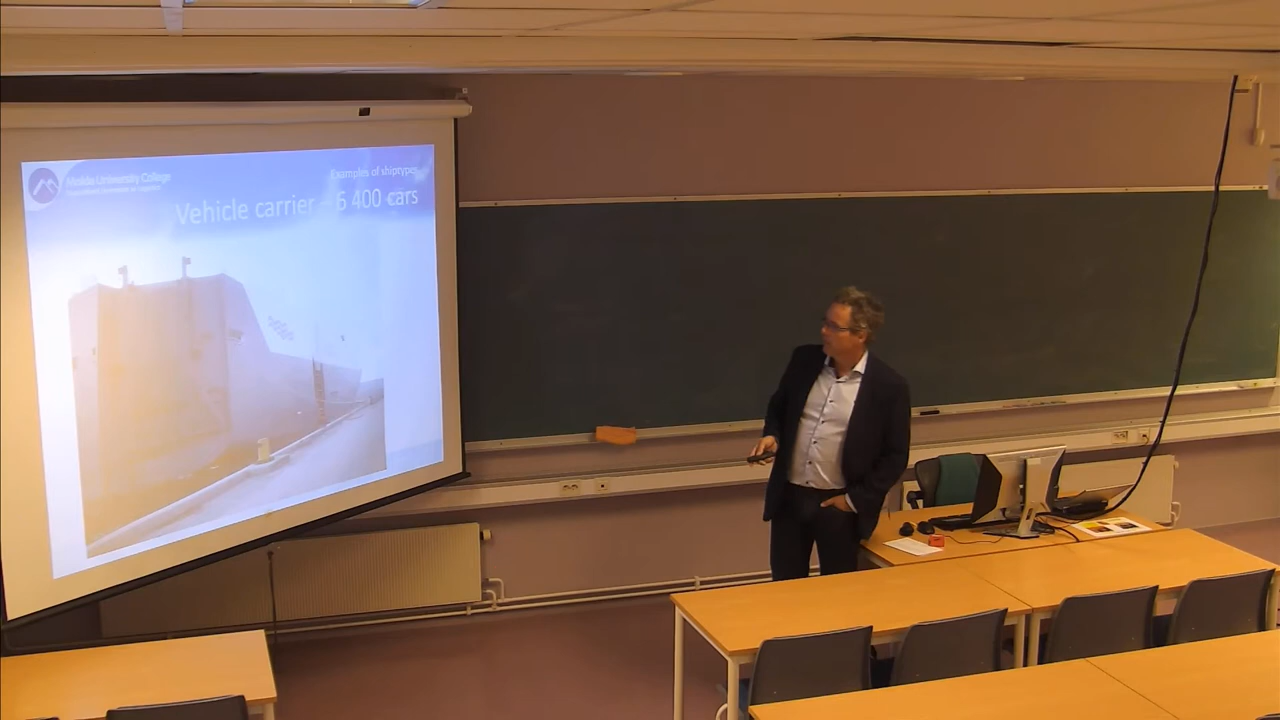 Molde University College
Examples of shiptypes
Vehicle carrier – 6 400 cars